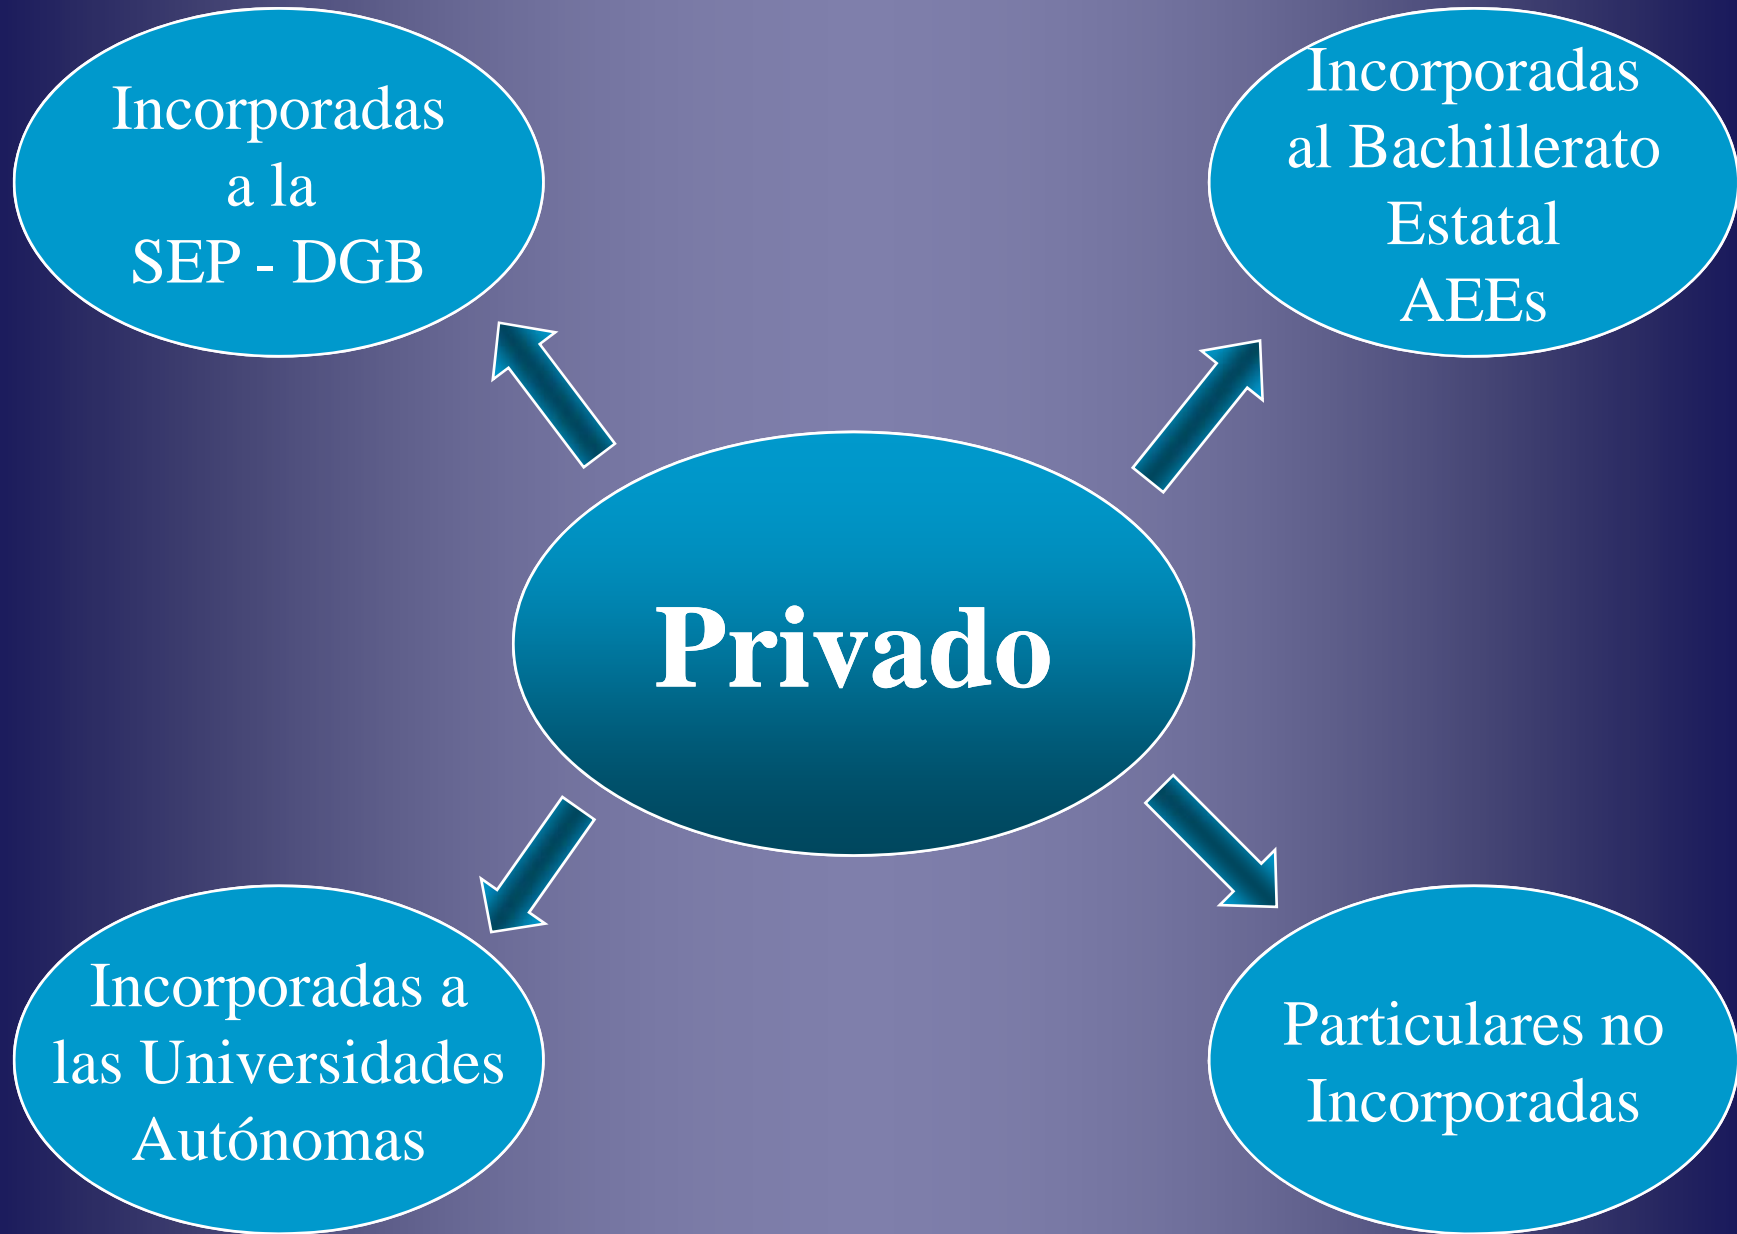 Incorporadas
a la
SEP - DGB
Incorporadas
al Bachillerato
Estatal
AEEs
Privado
Incorporadas a
las Universidades
Autónomas
Particulares no
Incorporadas